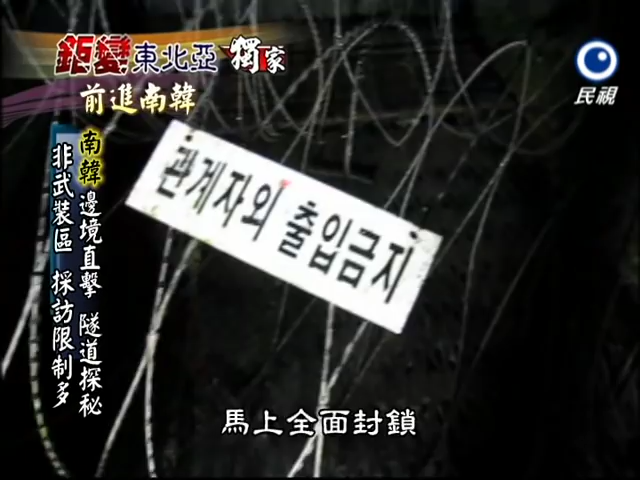 鉅變東北亞 獨家
前進南韓
民視
南韓邊境直擊 隧道探秘
非武裝區 採訪限制多
관계자외 출입금지
馬上全面封鎖